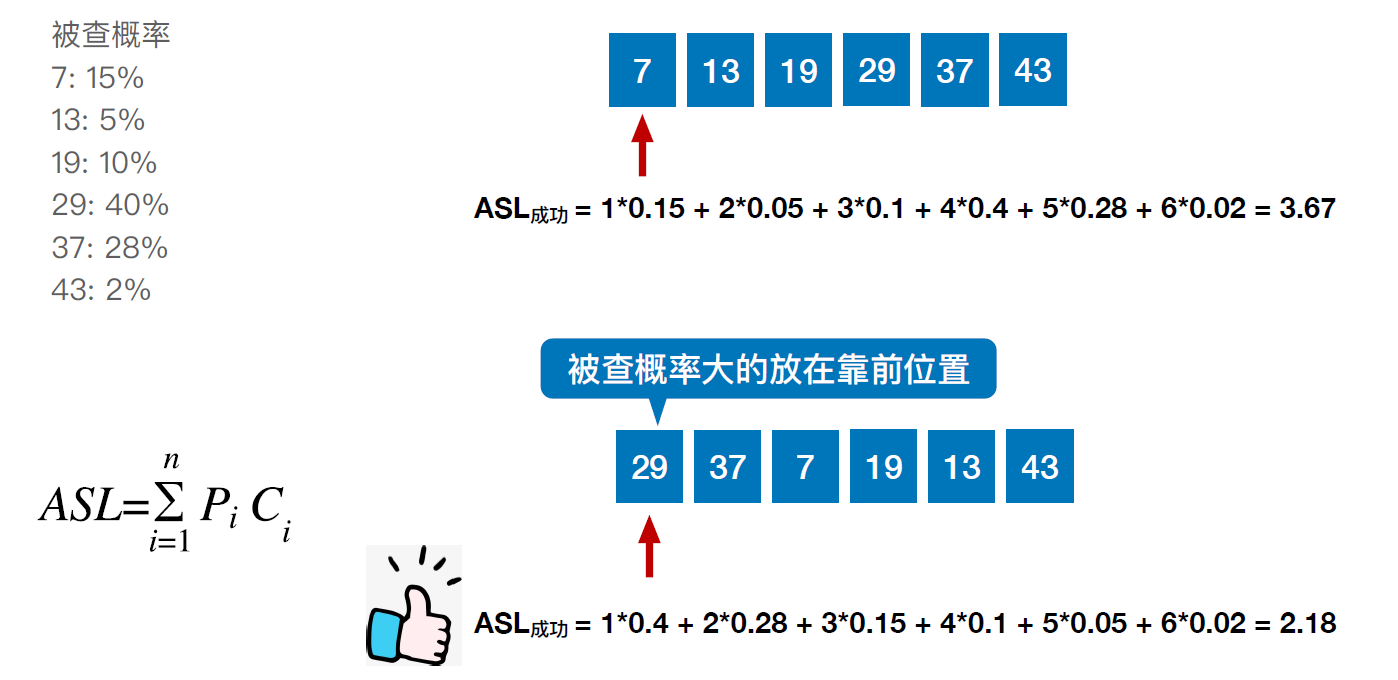 被查概率
7: 15%
13: 5%
19: 10%
29: 40%
37: 28%
43: 2%
7 13 19 29 37 43
ASL成功 = 1*0.15 + 2*0.05 + 3*0.1 + 4*0.4 + 5*0.28 + 6*0.02 = 3.67
被查概率大的放在靠前位置
29 37 7 19 13 43
n
ASL=∑ Pi Ci
i=1
ASL成功 = 1*0.4 + 2*0.28 + 3*0.15 + 4*0.1 + 5*0.05 + 6*0.02 = 2.18